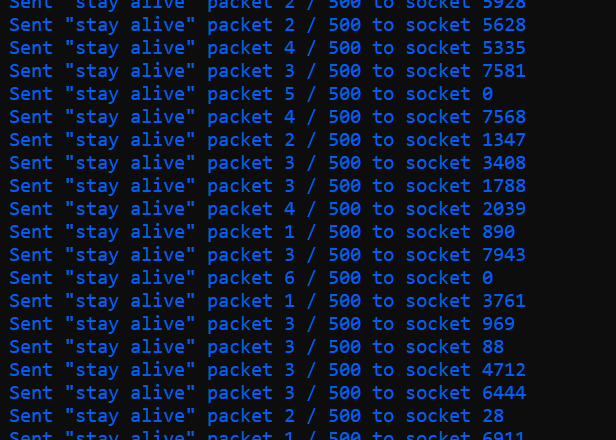 Sent "stay alive" packet 2 / 500 to socket 5928
Sent "stay alive" packet 2 / 500 to socket 5628
Sent "stay alive" packet 4 / 500 to socket 5335
Sent "stay alive" packet 3 / 500 to socket 7581
Sent "stay alive" packet 5 / 500 to socket 0
Sent "stay alive" packet 4 / 500 to socket 7568
Sent "stay alive" packet 2 / 500 to socket 1347
Sent "stay alive" packet 3 / 500 to socket 3408
Sent "stay alive" packet 3 / 500 to socket 1788
Sent "stay alive" packet 4 / 500 to socket 2039
Sent "stay alive" packet 1 / 500 to socket 890
Sent "stay alive" packet 3 / 500 to socket 7943
Sent "stay alive" packet 6 / 500 to socket 0
Sent "stay alive" packet 1 / 500 to socket 3761
Sent "stay alive" packet 3 / 500 to socket 969
Sent "stay alive" packet 3 / 500 to socket 88
Sent "stay alive" packet 3 / 500 to socket 4712
Sent "stay alive" packet 3 / 500 to socket 6444
Sent "stay alive" packet 2 / 500 to socket 28
Sent "stay alive" packet 1 / 500 to socket 6911